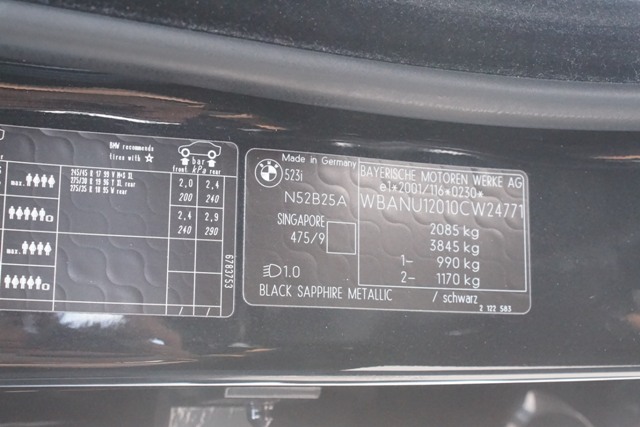 BMW recommends
tires with ☆
bar
front kPa rear
max.
245/45 R 17 99 V M+S XL
275/30 R 19 96 Y XL rear
275/35 R 18 95 W rear
2,0 2,4
200 240
2,4 2,9
240 290
max.
6783753
Made in Germany
523i
N52B25A
SINGAPORE
475/9
1.0
BLACK SAPPHIRE METALLIC / schwarz
BAYERISCHE MOTOREN WERKE AG
e1*2001/116*0230*
WBANU12010CW24771
2085 kg
3845 kg
1- 990 kg
2- 1170 kg
2 122 583